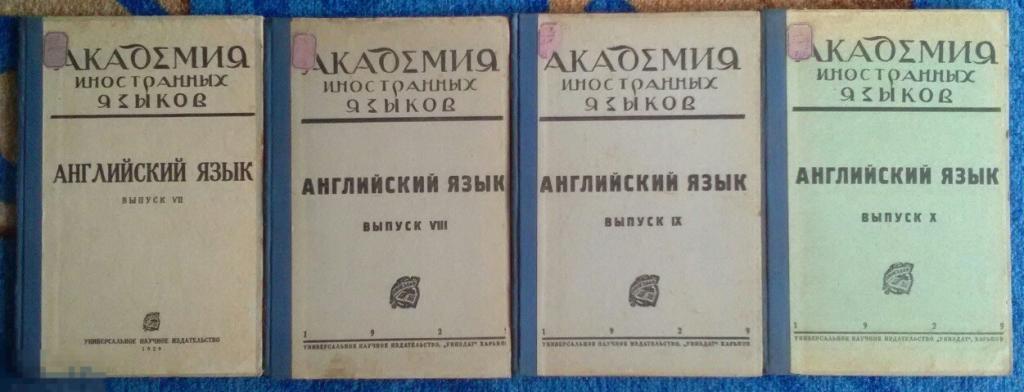 АКАДЕМИЯ
ИНОСТРАННЫХ
ЯЗЫКОВ
АНГЛИЙСКИЙ ЯЗЫК
ВЫПУСК VII
УНИВЕРСАЛЬНОЕ НАУЧНОЕ ИЗДАТЕЛЬСТВО
1929
АКАДЕМИЯ
ИНОСТРАННЫХ
ЯЗЫКОВ
АНГЛИЙСКИЙ ЯЗЫК
ВЫПУСК VIII
1 9 2
УНИВЕРСАЛЬНОЕ НАУЧНОЕ ИЗДАТЕЛЬСТВО, „УНИЗДАТ" ХАРЬКОВ
АКАДЕМИЯ
ИНОСТРАННЫХ
ЯЗЫКОВ
АНГЛИЙСКИЙ ЯЗЫК
ВЫПУСК IX
1 9 2 9
УНИВЕРСАЛЬНОЕ НАУЧНОЕ ИЗДАТЕЛЬСТВО, „УНИЗДАТ" ХАРЬКОВ
АКАДЕМИЯ
ИНОСТРАННЫХ
ЯЗЫКОВ
АНГЛИЙСКИЙ ЯЗЫК
ВЫПУСК X
1 9 2 9
УНИВЕРСАЛЬНОЕ НАУЧНОЕ ИЗДАТЕЛЬСТВО, „УНИЗДАТ" ХАРЬКОВ